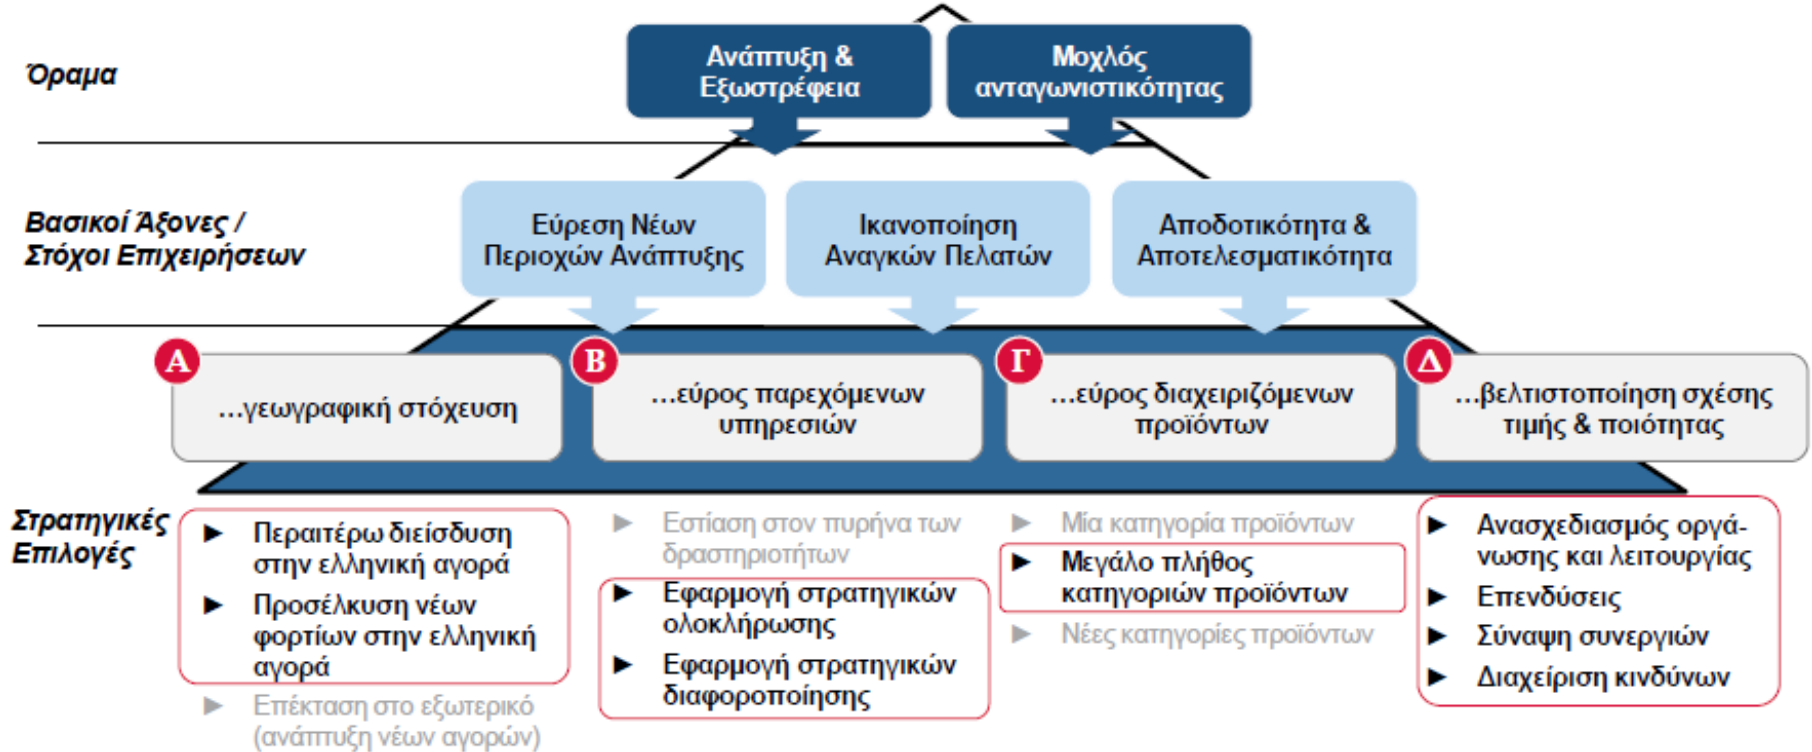 Όραμα
Ανάπτυξη &
Εξωστρέφεια
Μοχλός
ανταγωνιστικότητας
Βασικοί Άξονες /
Στόχοι Επιχειρήσεων
Εύρεση Νέων
Περιοχών Ανάπτυξης
Ικανοποίηση
Αναγκών Πελατών
Αποδοτικότητα &
Αποτελεσματικότητα
Α
...γεωγραφική στόχευση
Β
...εύρος παρεχόμενων
υπηρεσιών
Γ
...εύρος διαχειριζόμενων
προϊόντων
Δ
...βελτιστοποίηση σχέσης
τιμής & ποιότητας
Στρατηγικές
Επιλογές
► Περαιτέρω διείσδυση
στην ελληνική αγορά
► Προσέλκυση νέων
φορτίων στην ελληνική
αγορά
► Επέκταση στο εξωτερικό
(ανάπτυξη νέων αγορών)
► Εστίαση στον πυρήνα των
δραστηριοτήτων
► Εφαρμογή στρατηγικών
ολοκλήρωσης
► Εφαρμογή στρατηγικών
διαφοροποίησης
► Μία κατηγορία προϊόντων
► Μεγάλο πλήθος
κατηγοριών προϊόντων
► Νέες κατηγορίες προϊόντων
► Ανασχεδιασμός οργά-
νωσης και λειτουργίας
► Επενδύσεις
► Σύναψη συνεργιών
► Διαχείριση κινδύνων